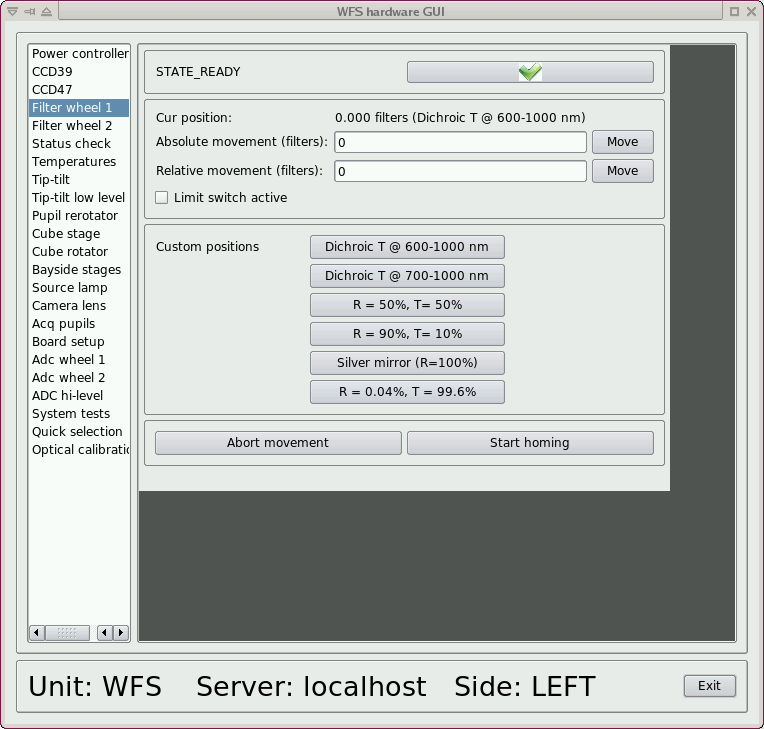 WFS hardware GUI
Power controller
CCD39
CCD47
Filter wheel 1
Filter wheel 2
Status check
Temperatures
Tip-tilt
Tip-tilt low level
Pupil rerotator
Cube stage
Cube rotator
Bayside stages
Source lamp
Camera lens
Acq pupils
Board setup
Adc wheel 1
Adc wheel 2
ADC hi-level
System tests
Quick selection
Optical calibratio
STATE_READY
Cur position: 0.000 filters (Dichroic T @ 600-1000 nm)
Absolute movement (filters): 0 Move
Relative movement (filters): 0 Move
Limit switch active
Custom positions Dichroic T @ 600-1000 nm
Dichroic T @ 700-1000 nm
R = 50%, T= 50%
R = 90%, T= 10%
Silver mirror (R=100%)
R = 0.04%, T = 99.6%
Abort movement Start homing
Unit: WFS Server: localhost Side: LEFT Exit